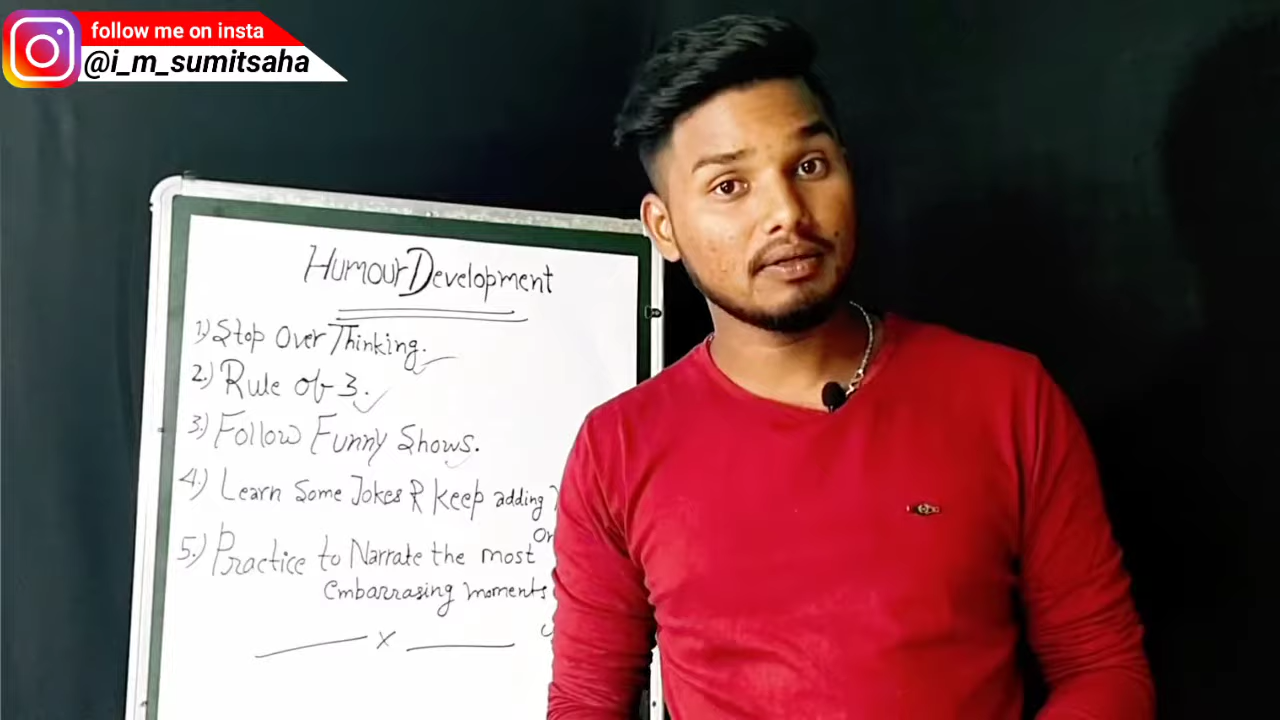 follow me on insta
@i_m_sumitsaha
Humour Development
1.) Stop Over Thinking.
2.) Rule of 3.
3.) Follow Funny Shows.
4.) Learn Some Jokes & Keep adding
5.) Practice to Narrate the most
Embarrasing moments
x